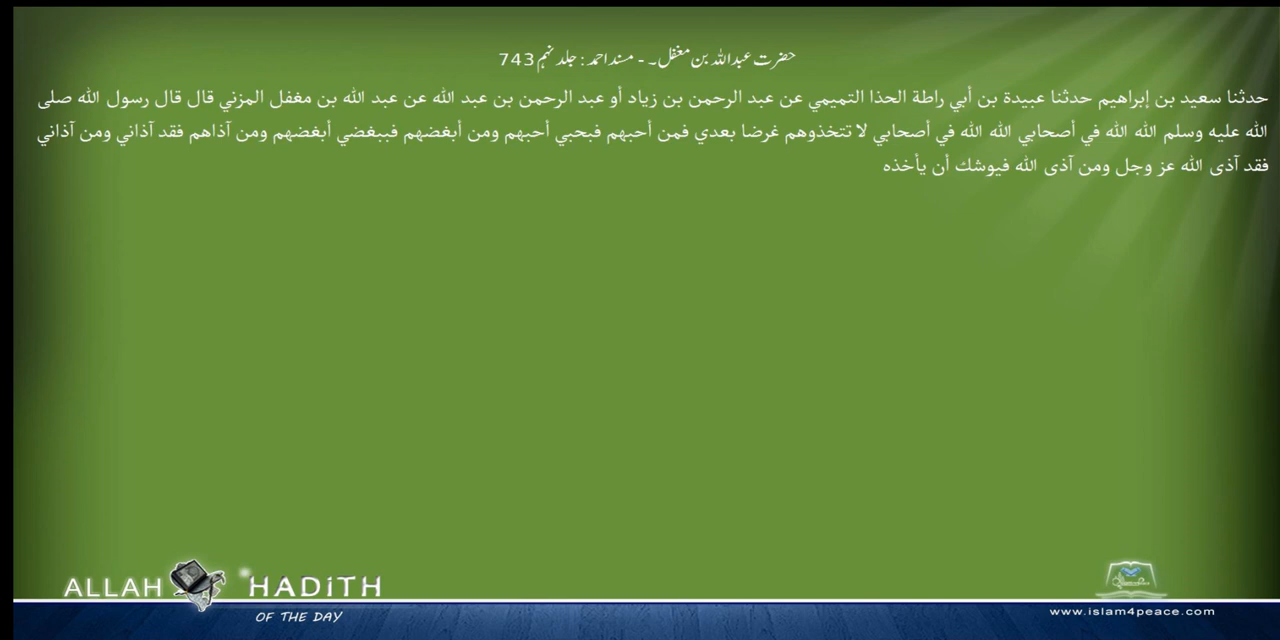 حضرت عبداللہ بن مغفل۔ - مسند احمد : جلد نہم 743
حدثنا سعيد بن إبراهيم حدثنا عبيدة بن أبي راطة الحذا التميمي عن عبد الرحمن بن زياد أو عبد الرحمن بن عبد الله عن عبد الله بن مغفل المزني قال قال رسول الله صلى
الله عليه وسلم الله الله في أصحابي الله الله في أصحابي لا تتخذوهم غرضا بعدي فمن أحبهم فبحبي أحبهم ومن أبغضهم فببغضي أبغضهم ومن آذاهم فقد آذاني ومن آذاني
فقد آذى الله عز وجل ومن آذى الله فيوشك أن يأخذه
ALLAH HADITH
OF THE DAY
www.islam4peace.com